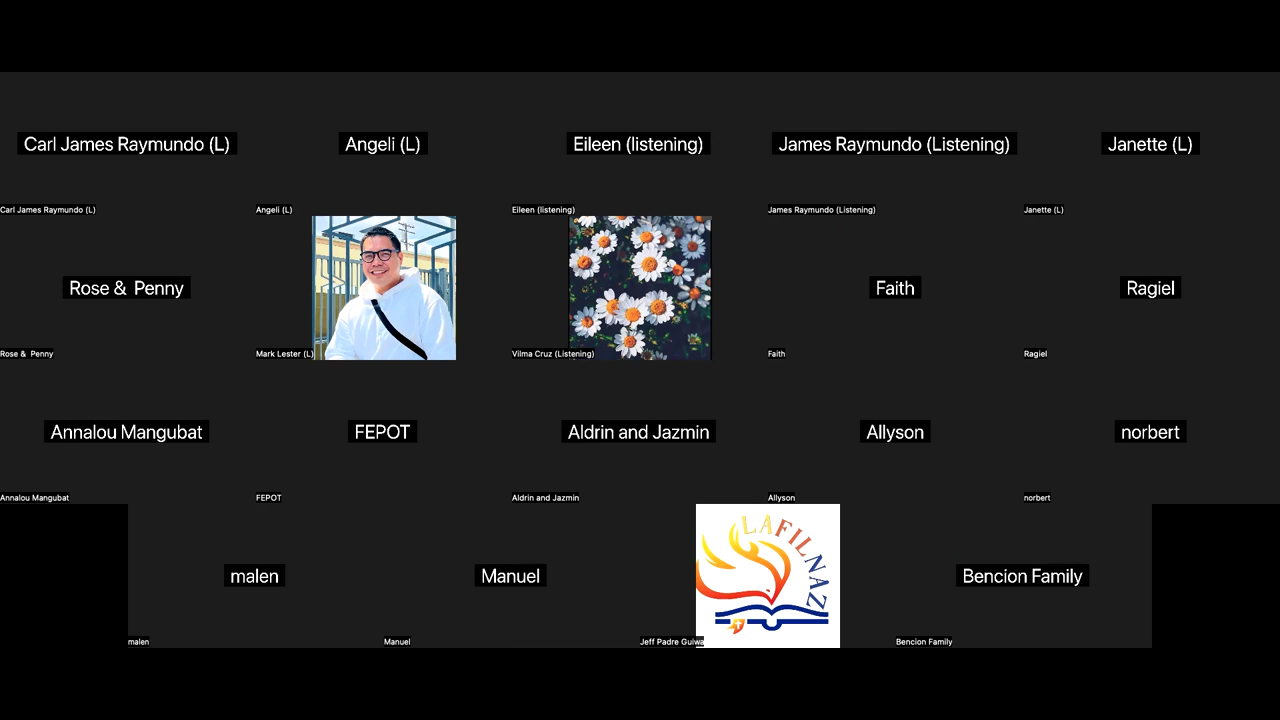 Carl James Raymundo (L)
Angeli (L)
Eileen (listening)
James Raymundo (Listening)
Janette (L)
Carl James Raymundo (L)
Angeli (L)
Eileen (listening)
James Raymundo (Listening)
Janette (L)
Rose & Penny
Faith
Ragiel
Rose & Penny
Mark Lester (L)
Vilma Cruz (Listening)
Faith
Ragiel
Annalou Mangubat
FEPOT
Aldrin and Jazmin
Allyson
norbert
Annalou Mangubat
FEPOT
Aldrin and Jazmin
Allyson
norbert
LAFILNAZ
malen
Manuel
Bencion Family
malen
Manuel
Jeff Padre Guiwa
Bencion Family